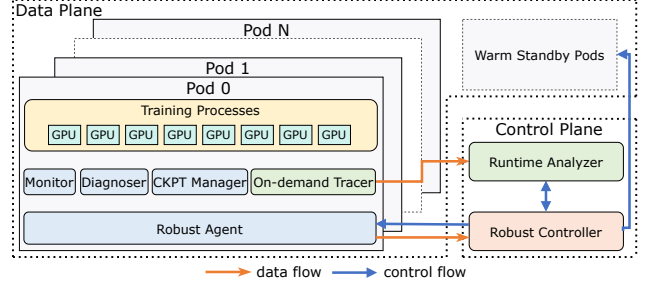 Data Plane
Pod N
Pod 1
Pod 0
Training Processes
GPU GPU GPU GPU GPU GPU GPU GPU
Monitor Diagnoser CKPT Manager On-demand Tracer
Robust Agent
Warm Standby Pods
Control Plane
Runtime Analyzer
Robust Controller
data flow control flow